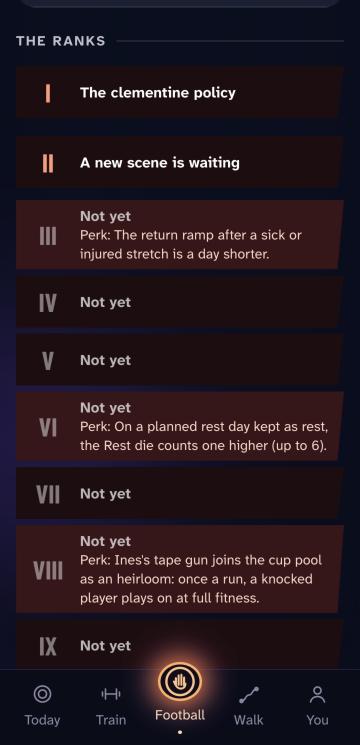 THE RANKS
I
The clementine policy
II
A new scene is waiting
III
Not yet
Perk: The return ramp after a sick or
injured stretch is a day shorter.
IV
Not yet
V
Not yet
VI
Not yet
Perk: On a planned rest day kept as rest,
the Rest die counts one higher (up to 6).
VII
Not yet
VIII
Not yet
Perk: Ines's tape gun joins the cup pool
as an heirloom: once a run, a knocked
player plays on at full fitness.
IX
Not yet
Today
Train
Football
Walk
You